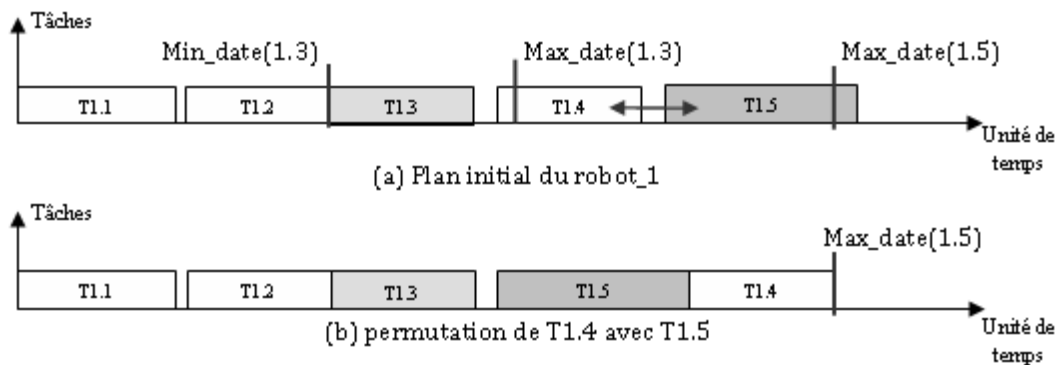 Tâches
Min_date(1.3) Max_date(1.3) Max_date(1.5)
T1.1 T1.2 T1.3 T1.4 T1.5
Unité de
temps
(a) Plan initial du robot_1
Tâches
Max_date(1.5)
T1.1 T1.2 T1.3 T1.5 T1.4
Unité de
temps
(b) permutation de T1.4 avec T1.5